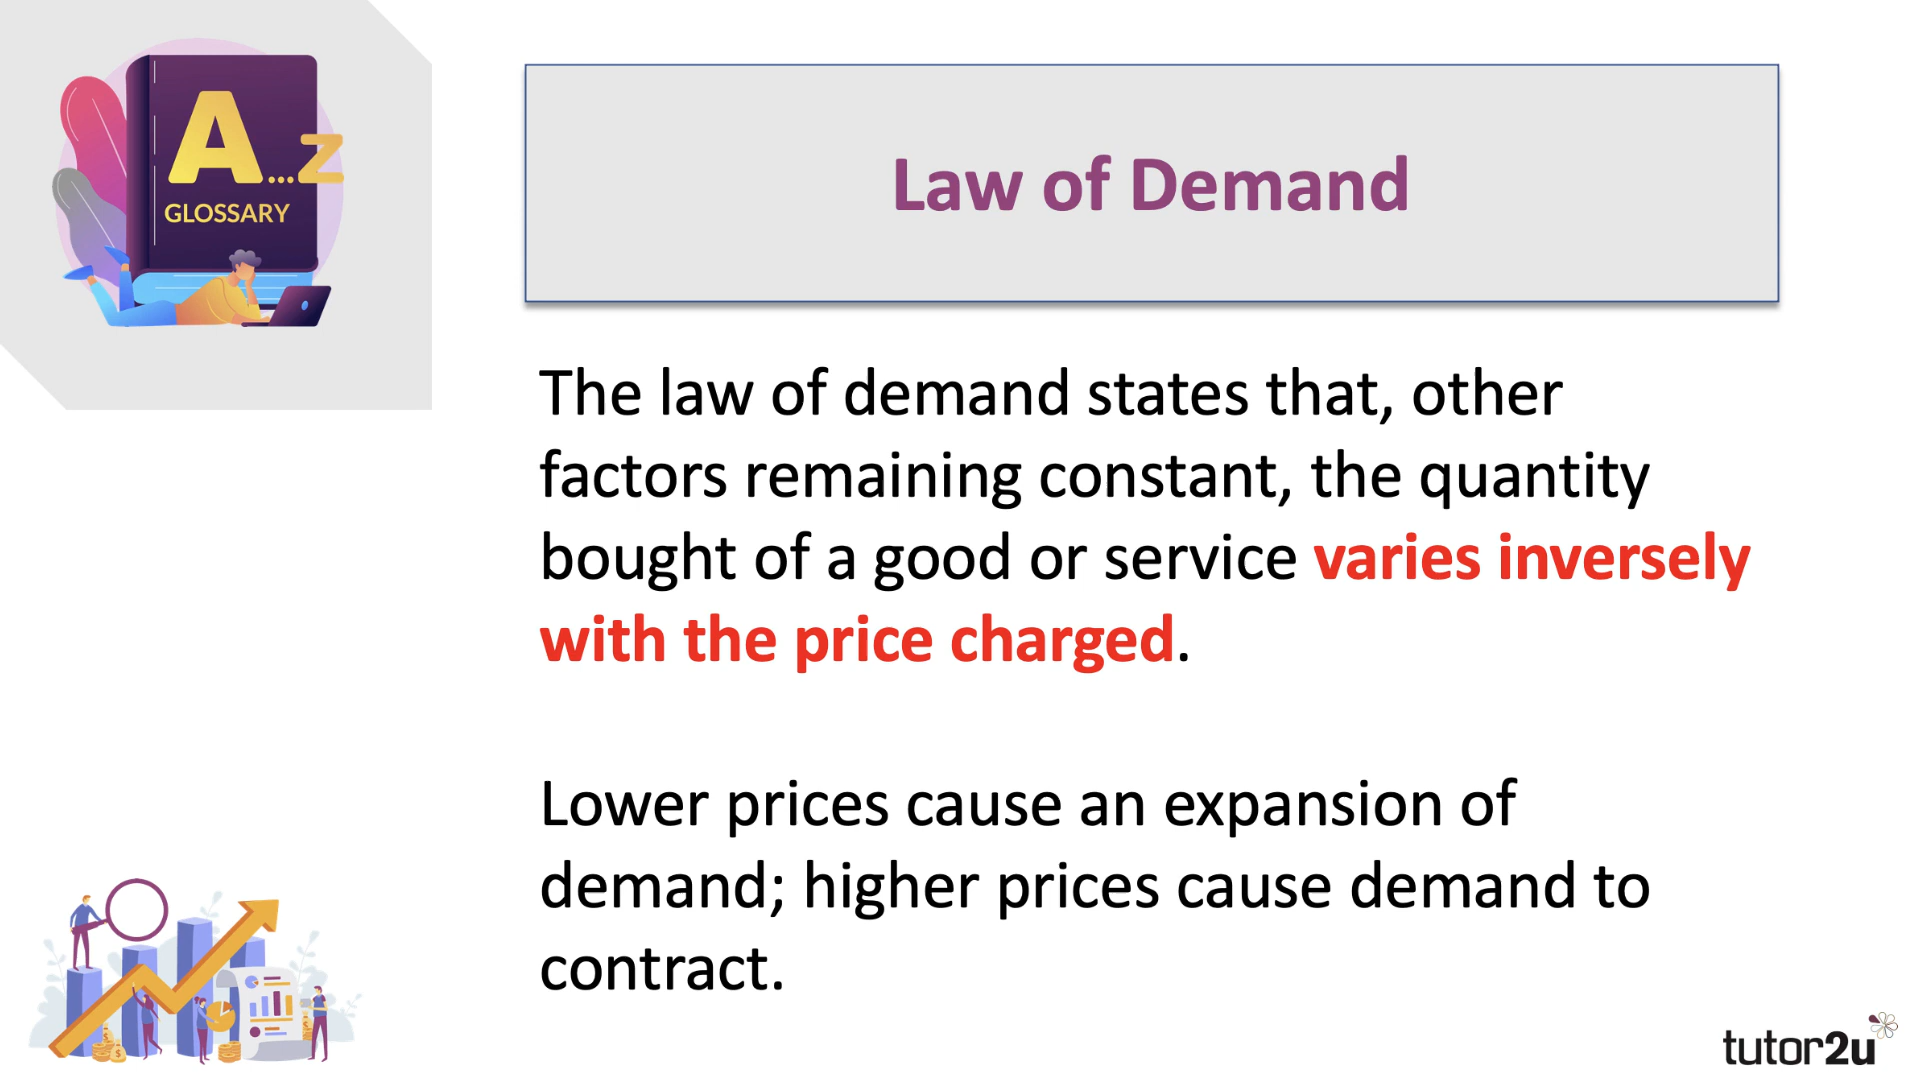 A...Z
GLOSSARY
Law of Demand
The law of demand states that, other
factors remaining constant, the quantity
bought of a good or service varies inversely
with the price charged.
Lower prices cause an expansion of
demand; higher prices cause demand to
contract.
tutor2u